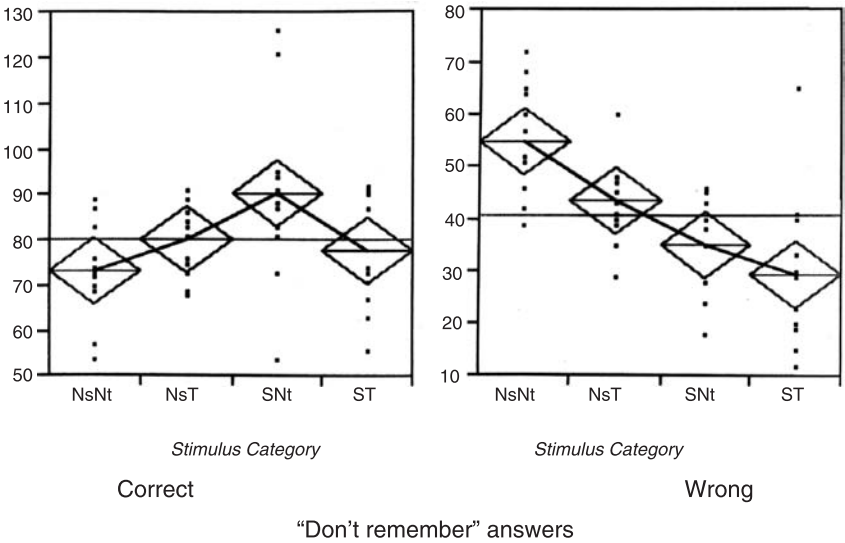 130
120
110
100
90
80
70
60
50
NsNt NsT SNt ST
Stimulus Category
Correct
80
70
60
50
40
30
20
10
NsNt NsT SNt ST
Stimulus Category
Wrong
“Don’t remember” answers